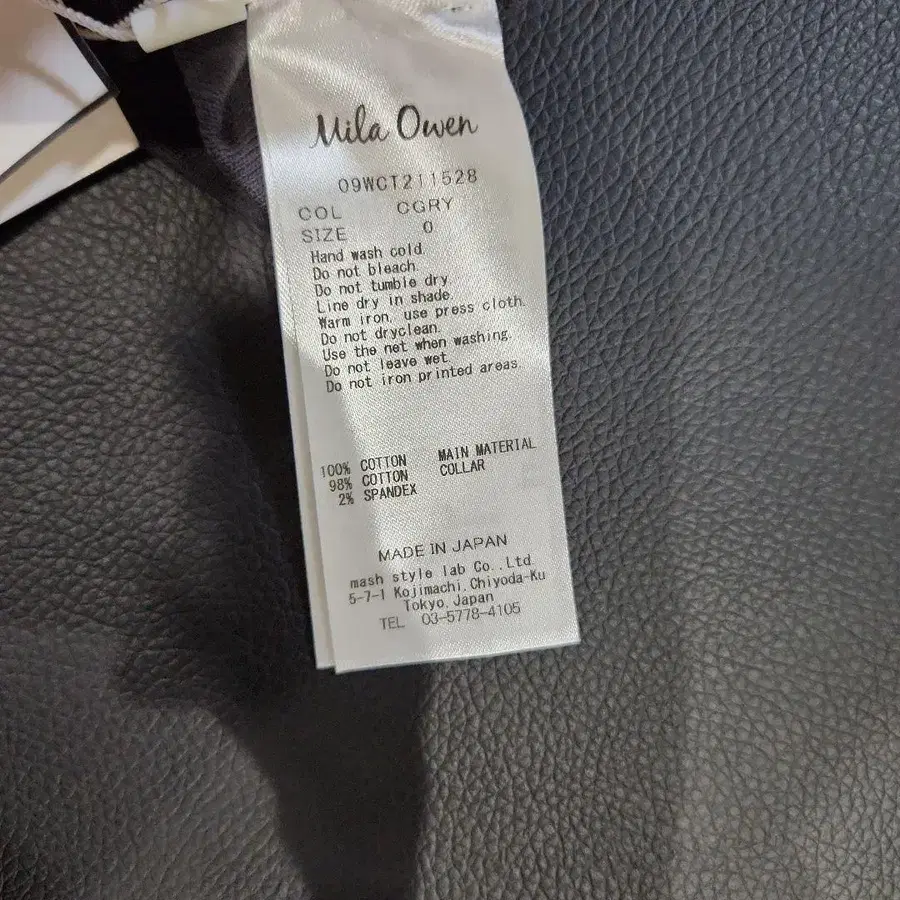 Mila Owen
09WCT211528
COL CGRY
SIZE 0
Hand wash cold.
Do not bleach.
Do not tumble dry.
Line dry in shade.
Warm iron, use press cloth.
Do not dryclean.
Use the net when washing.
Do not leave wet.
Do not iron printed areas.
100% COTTON MAIN MATERIAL
98% COTTON COLLAR
2% SPANDEX
MADE IN JAPAN
mash style lab Co.,Ltd.
5-7-1 Kojimachi,Chiyoda-Ku
Tokyo,Japan
TEL 03-5778-4105